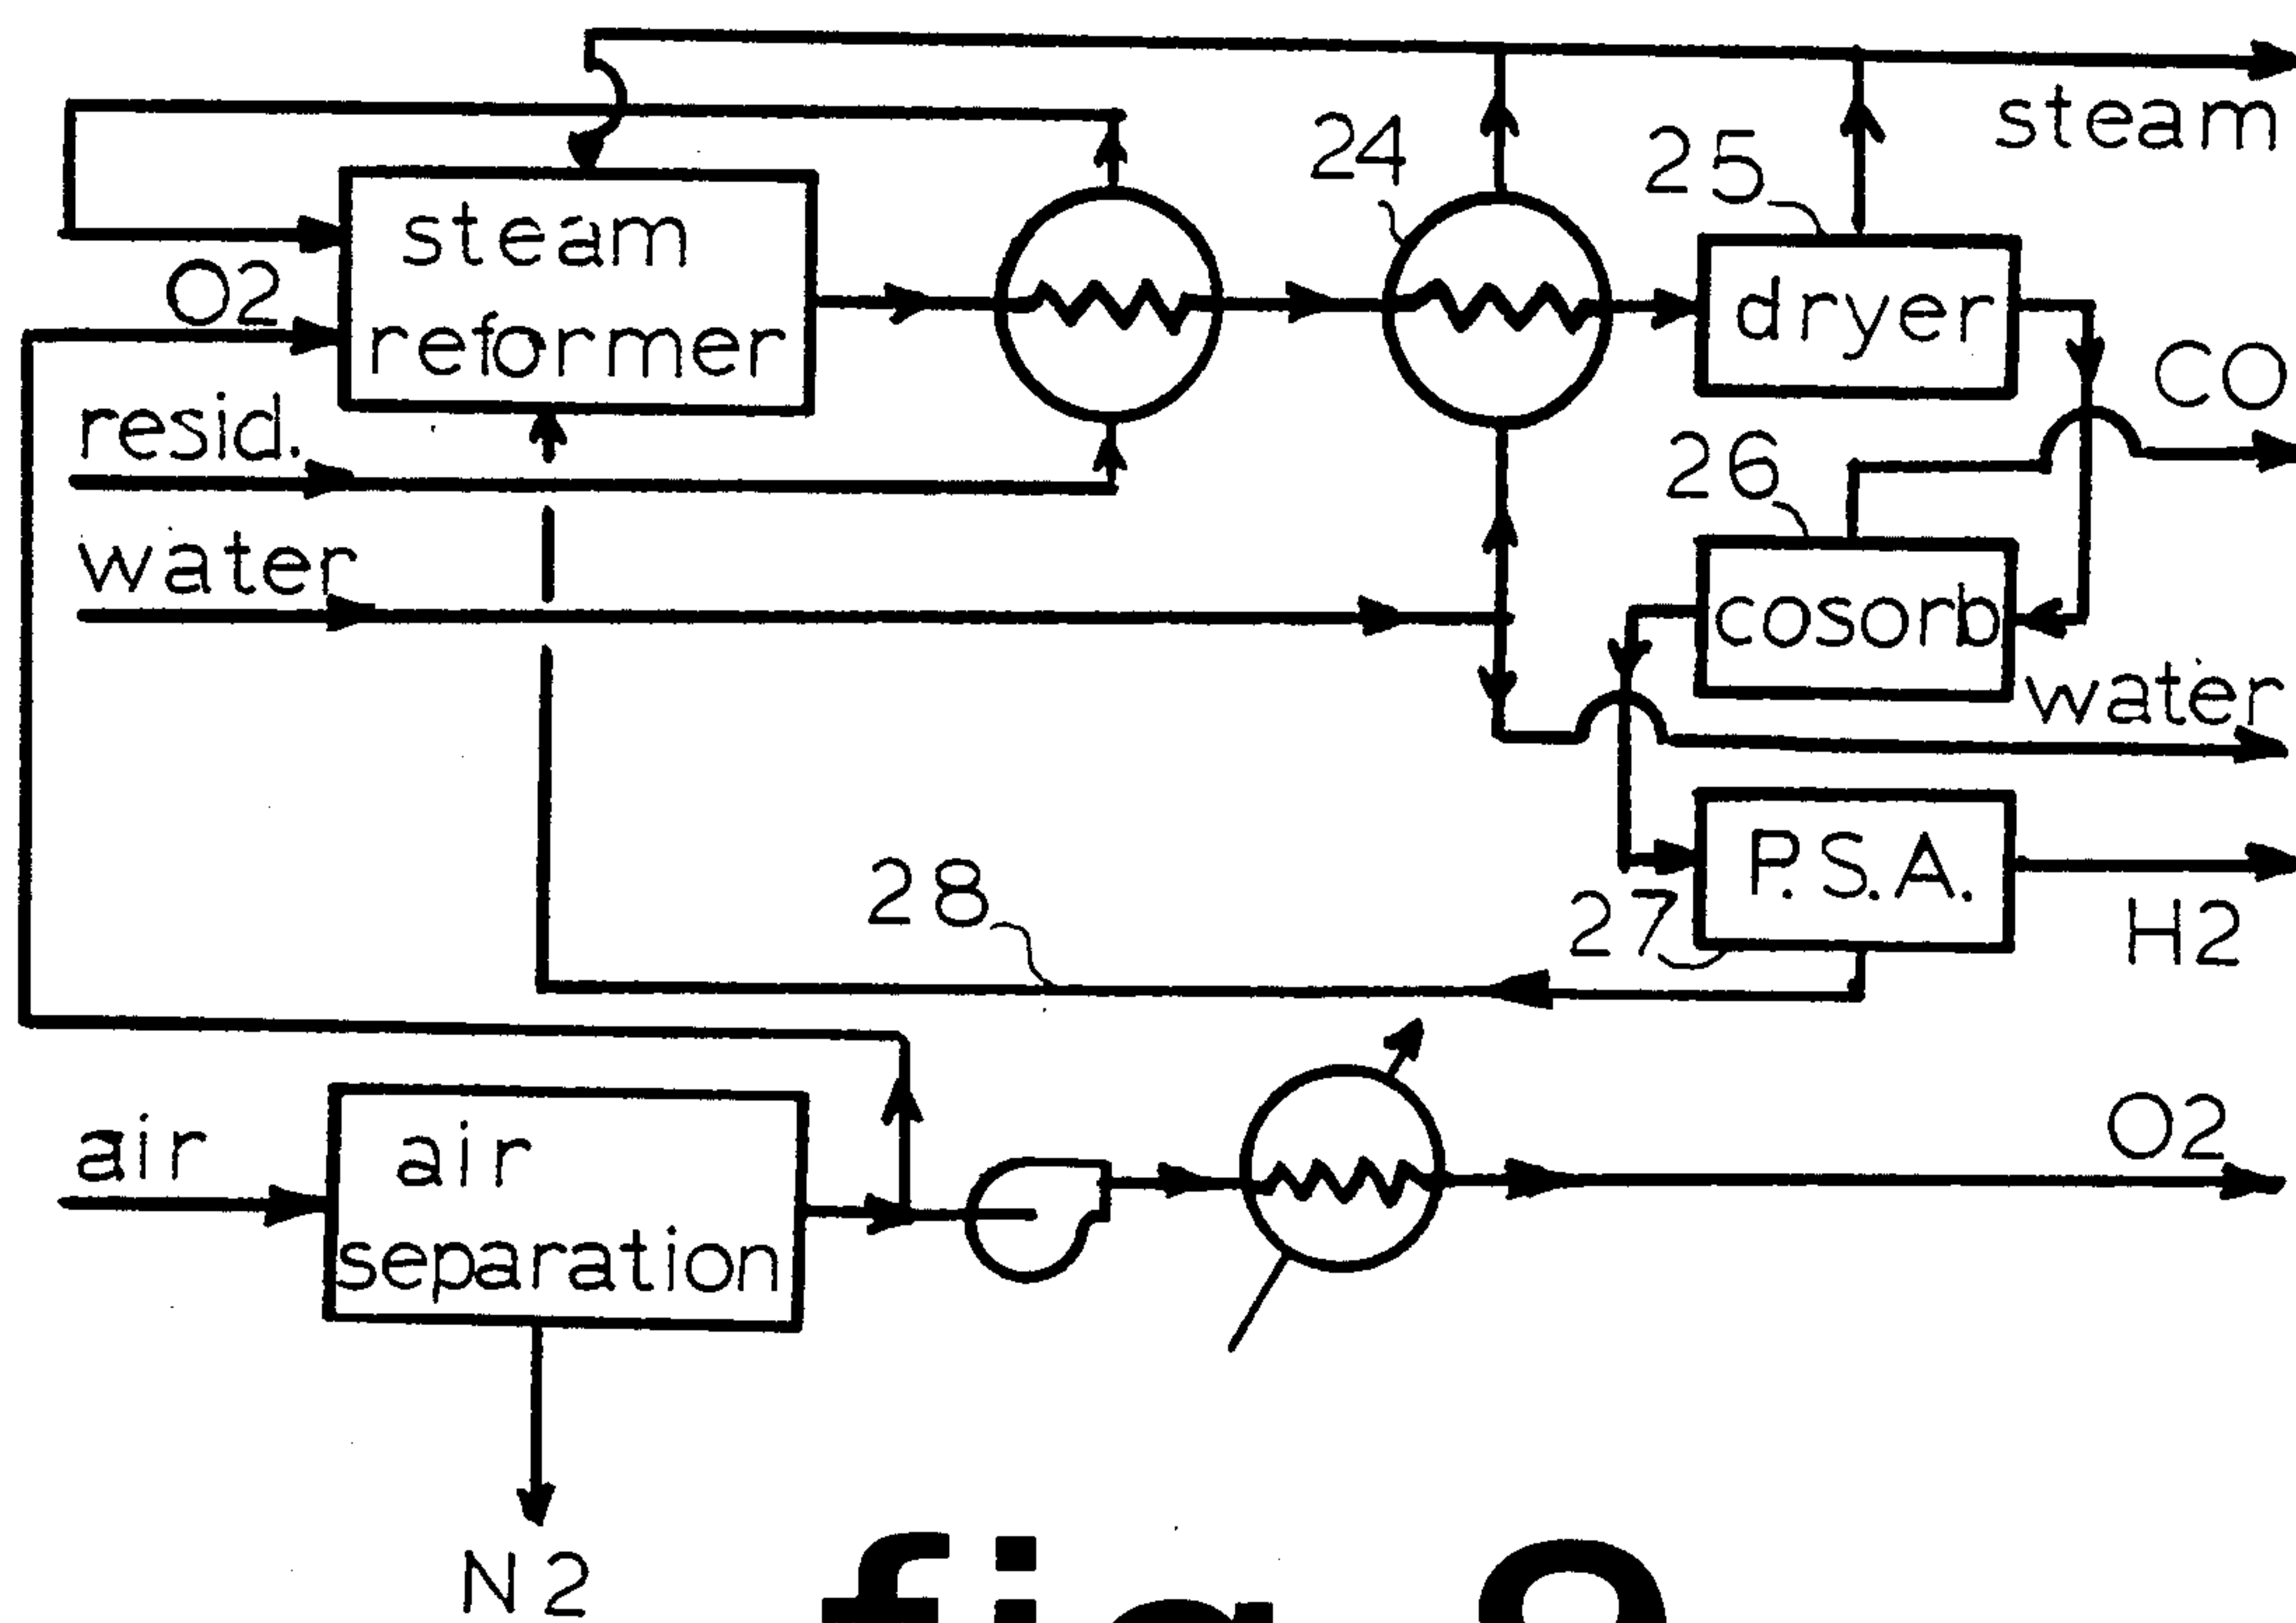 steam
24
25
steam
reformer
O2
dryer
CO
resid.
26
water
cosorb
water
P.S.A.
28
27
H2
air
air
separation
O2
N2